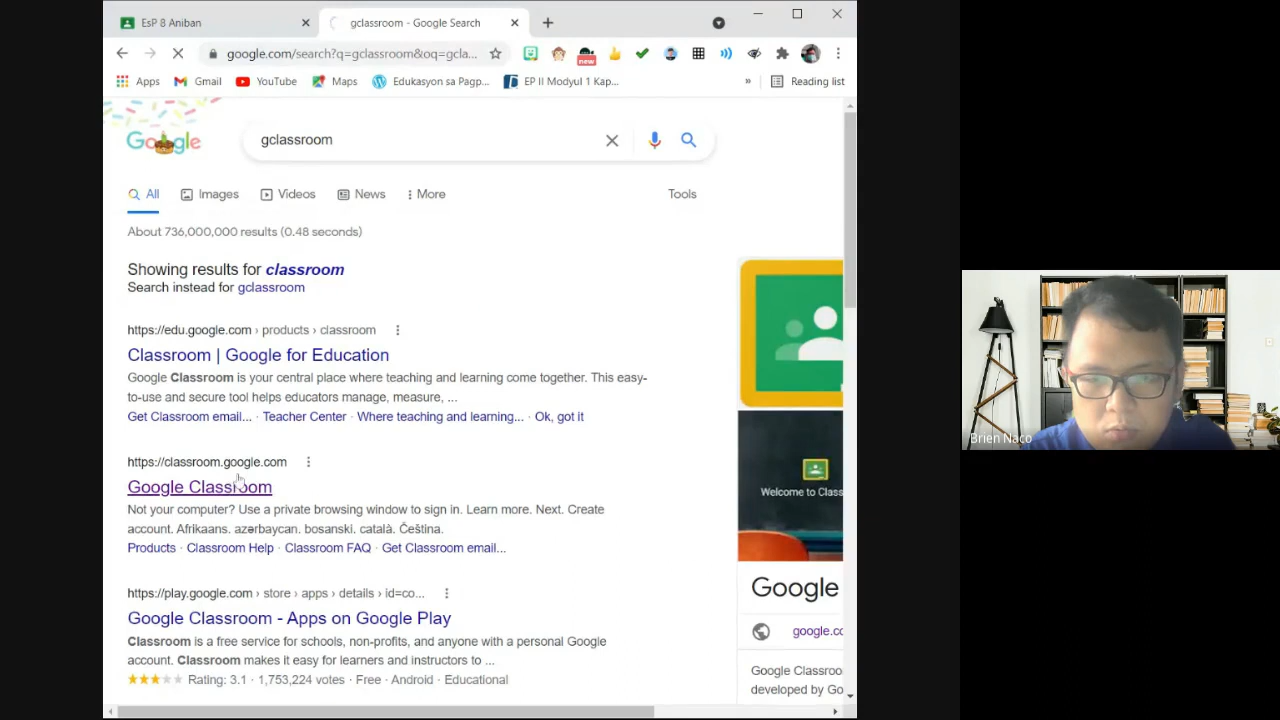 EsP 8 Aniban
gclassroom - Google Search
google.com/search?q=gclassroom&oq=gcla...
new
Apps
Gmail
YouTube
Maps
Edukasyon sa Pagp...
EP II Modyul 1 Kap...
»
Reading list
Google
gclassroom
All
Images
Videos
News
More
Tools
About 736,000,000 results (0.48 seconds)
Showing results for classroom
Search instead for gclassroom
https://edu.google.com › products › classroom
Classroom | Google for Education
Google Classroom is your central place where teaching and learning come together. This easy-
to-use and secure tool helps educators manage, measure, ...
Get Classroom email... · Teacher Center · Where teaching and learning... · Ok, got it
https://classroom.google.com
Google Classroom
Not your computer? Use a private browsing window to sign in. Learn more. Next. Create
account. Afrikaans. azərbaycan. bosanski. català. Čeština.
Products · Classroom Help · Classroom FAQ · Get Classroom email...
https://play.google.com › store › apps › details › id=co...
Google Classroom - Apps on Google Play
Classroom is a free service for schools, non-profits, and anyone with a personal Google
account. Classroom makes it easy for learners and instructors to ...
Rating: 3.1 · 1,753,224 votes · Free · Android · Educational
Welcome to Class
Google
google.co
Google Classroo
developed by Go
Brien Naco